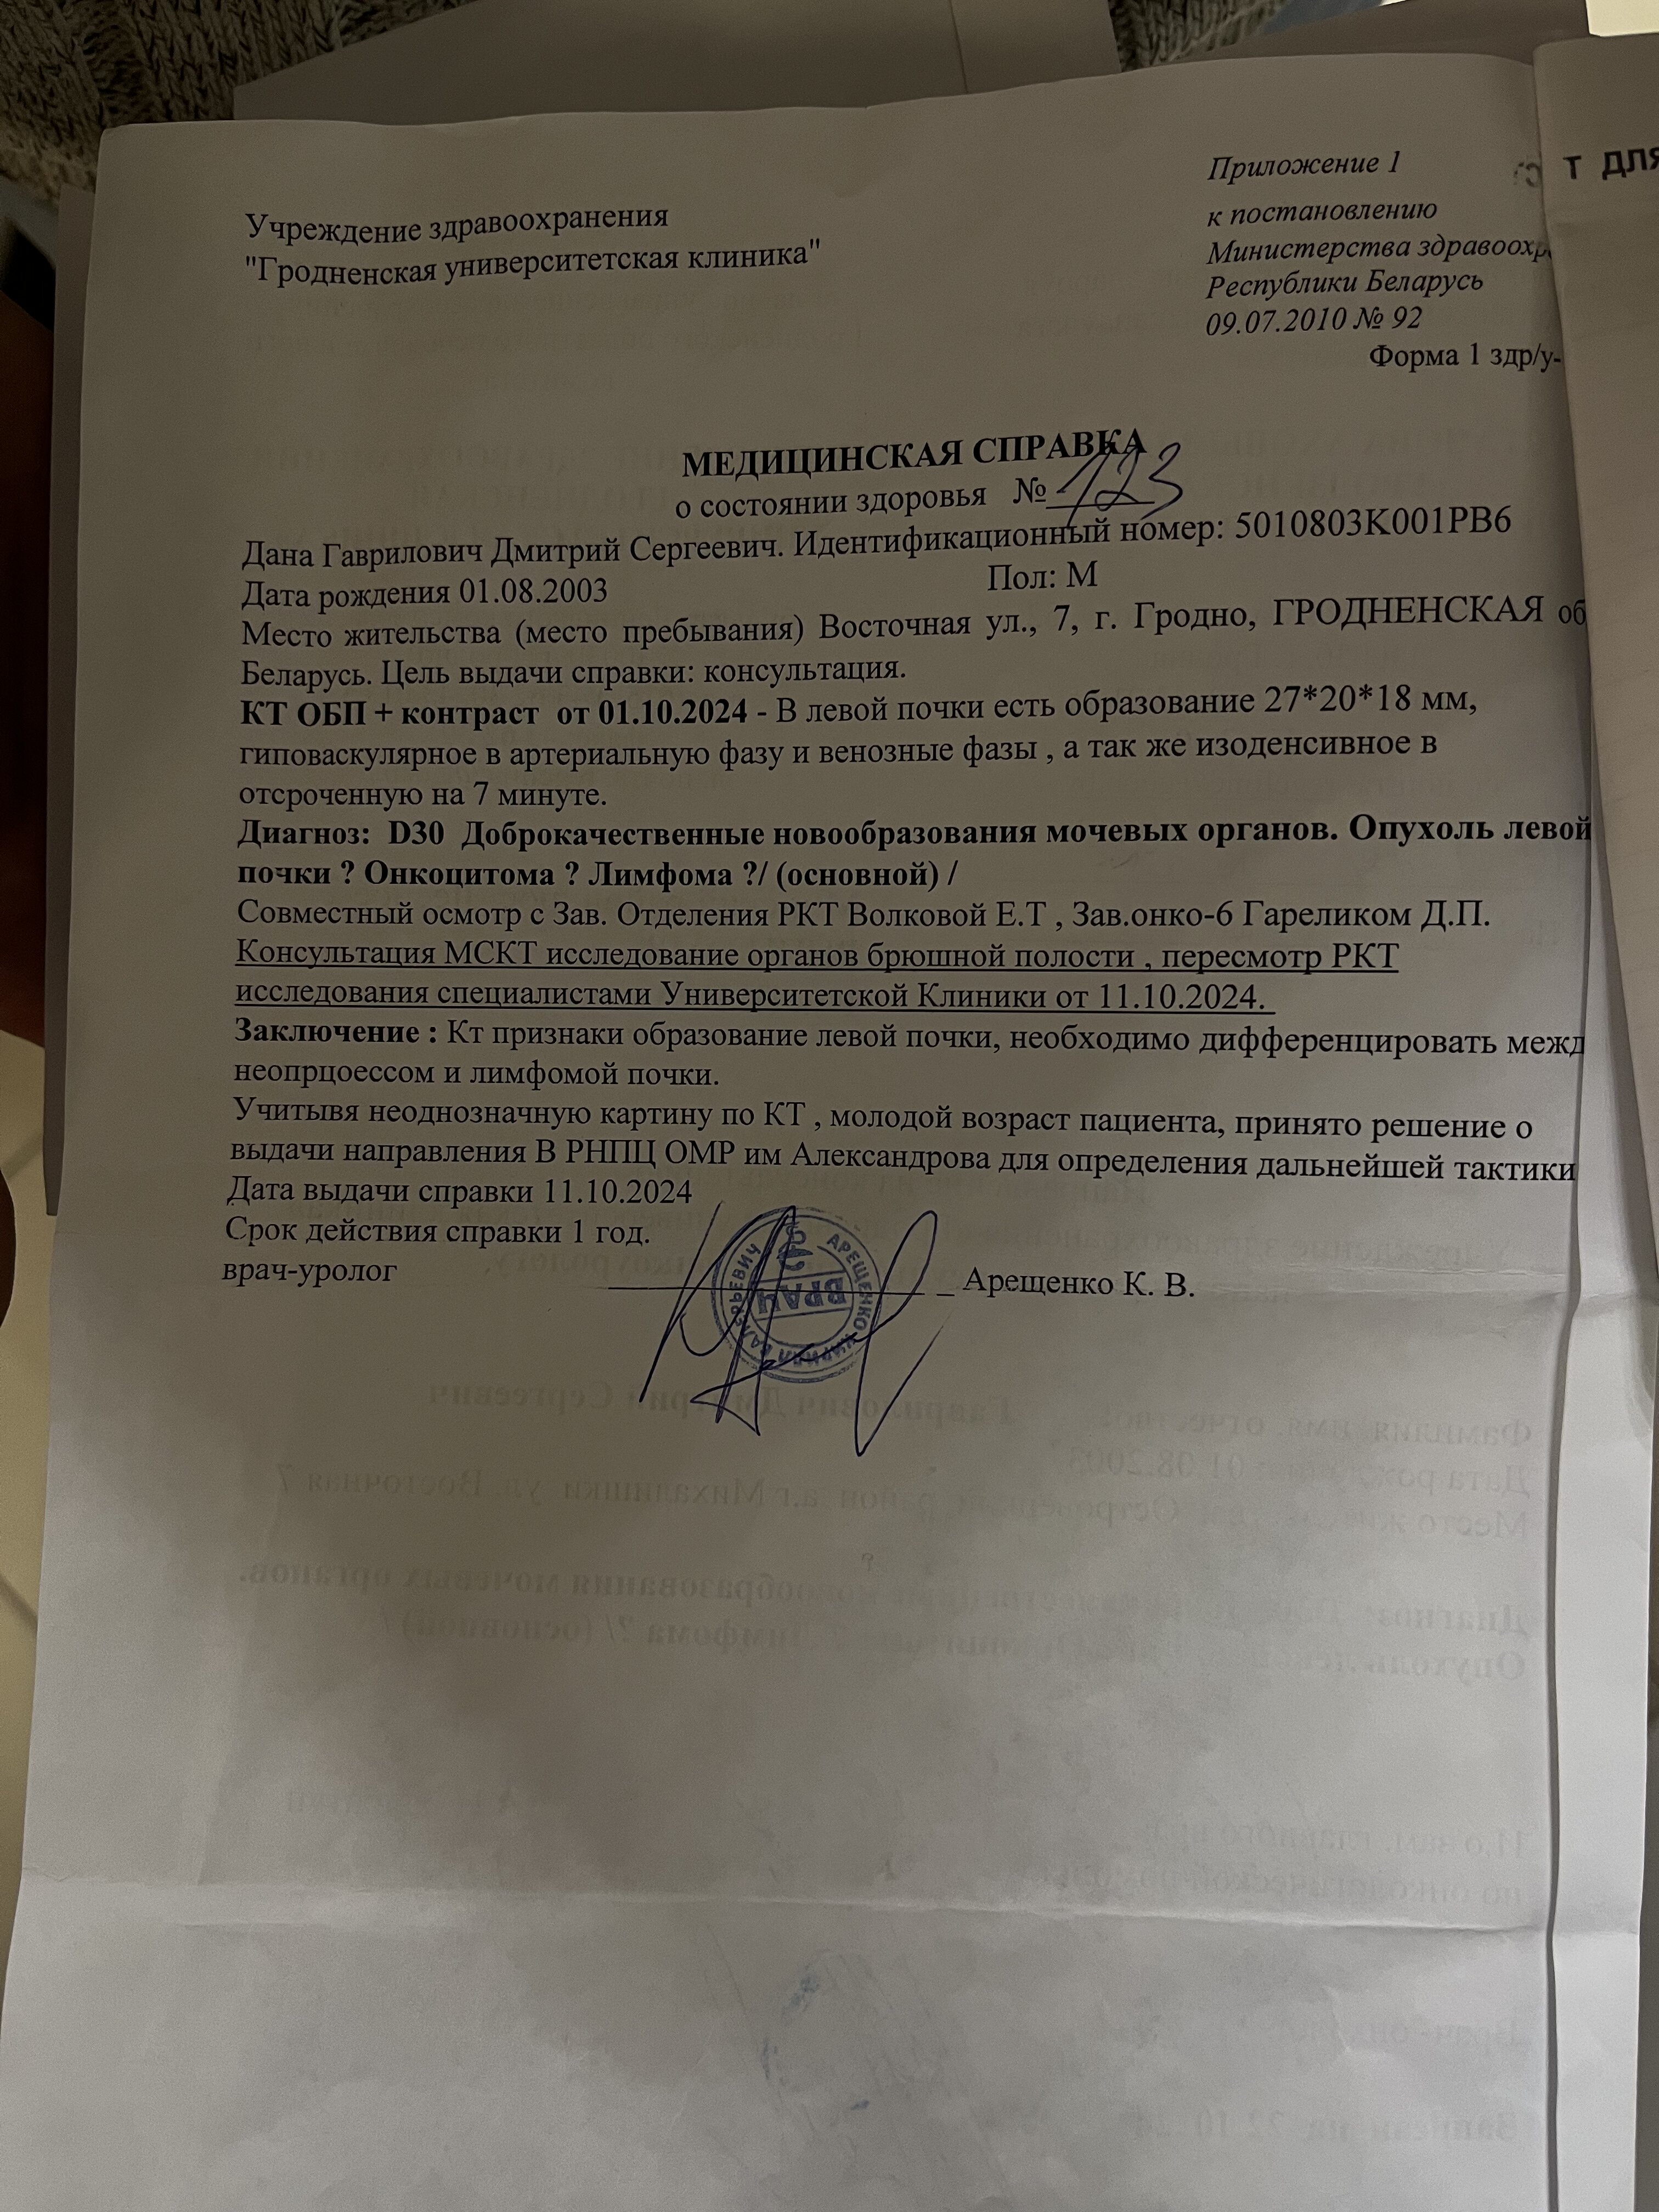 Приложение 1
Т ДЛЯ
Учреждение здравоохранения
к постановлению
"Гродненская университетская клиника"
Министерства здравоохр
Республики Беларусь
09.07.2010 № 92
Форма 1 здр/у-
МЕДИЦИНСКАЯ СПРАВКА
о состоянии здоровья № 123
Дана Гаврилович Дмитрий Сергеевич. Идентификационный номер: 5010803K001PB6
Дата рождения 01.08.2003 Пол: М
Место жительства (место пребывания) Восточная ул., 7, г. Гродно, ГРОДНЕНСКАЯ об
Беларусь. Цель выдачи справки: консультация.
КТ ОБП + контраст от 01.10.2024 - В левой почки есть образование 27*20*18 мм,
гиповаскулярное в артериальную фазу и венозные фазы , а так же изоденсивное в
отсроченную на 7 минуте.
Диагноз: D30 Доброкачественные новообразования мочевых органов. Опухоль левой
почки ? Онкоцитома ? Лимфома ?/ (основной) /
Совместный осмотр с Зав. Отделения РКТ Волковой Е.Т , Зав.онко-6 Гареликом Д.П.
Консультация МСКТ исследование органов брюшной полости , пересмотр РКТ
исследования специалистами Университетской Клиники от 11.10.2024.
Заключение : Кт признаки образование левой почки, необходимо дифференцировать межд
неопрцоессом и лимфомой почки.
Учитывя неоднозначную картину по КТ , молодой возраст пациента, принято решение о
выдачи направления В РНПЦ ОМР им Александрова для определения дальнейшей тактики
Дата выдачи справки 11.10.2024
Срок действия справки 1 год.
врач-уролог Арещенко К. В.
АРЕЩЕНКО КИРИЛЛ ВАЛЕРЬЕВИЧ
ВРАЧ